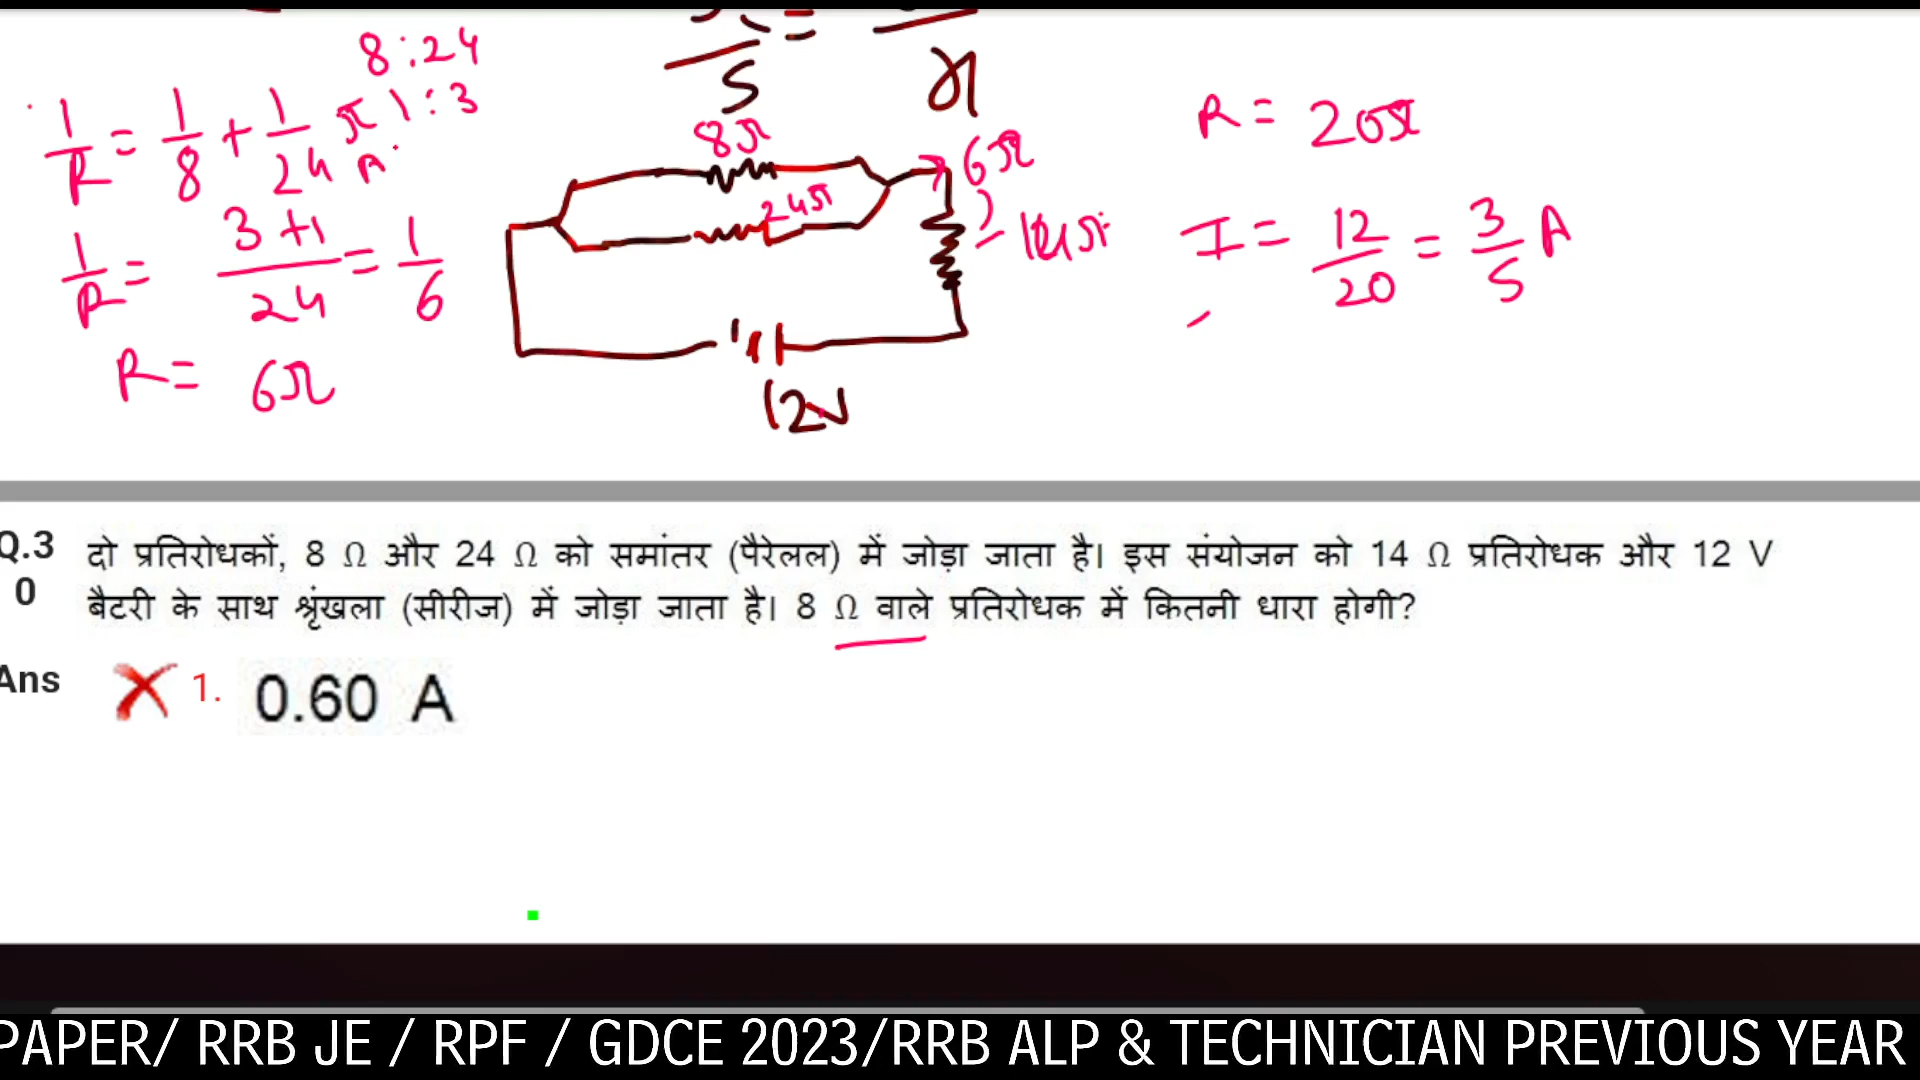 8 : 24
1/R = 1/8 + 1/24 Ω 1 : 3
A
5
R
8Ω
6Ω
R = 20Ω
24Ω
1/R = 3+1/24 = 1/6
14Ω
I = 12/20 = 3/5 A
R = 6Ω
12V
Q.3
0
दो प्रतिरोधकों, 8 Ω और 24 Ω को समांतर (पैरेलल) में जोड़ा जाता है। इस संयोजन को 14 Ω प्रतिरोधक और 12 V
बैटरी के साथ श्रृंखला (सीरीज) में जोड़ा जाता है। 8 Ω वाले प्रतिरोधक में कितनी धारा होगी?
Ans 1. 0.60 A
PAPER/ RRB JE / RPF / GDCE 2023/RRB ALP & TECHNICIAN PREVIOUS YEAR